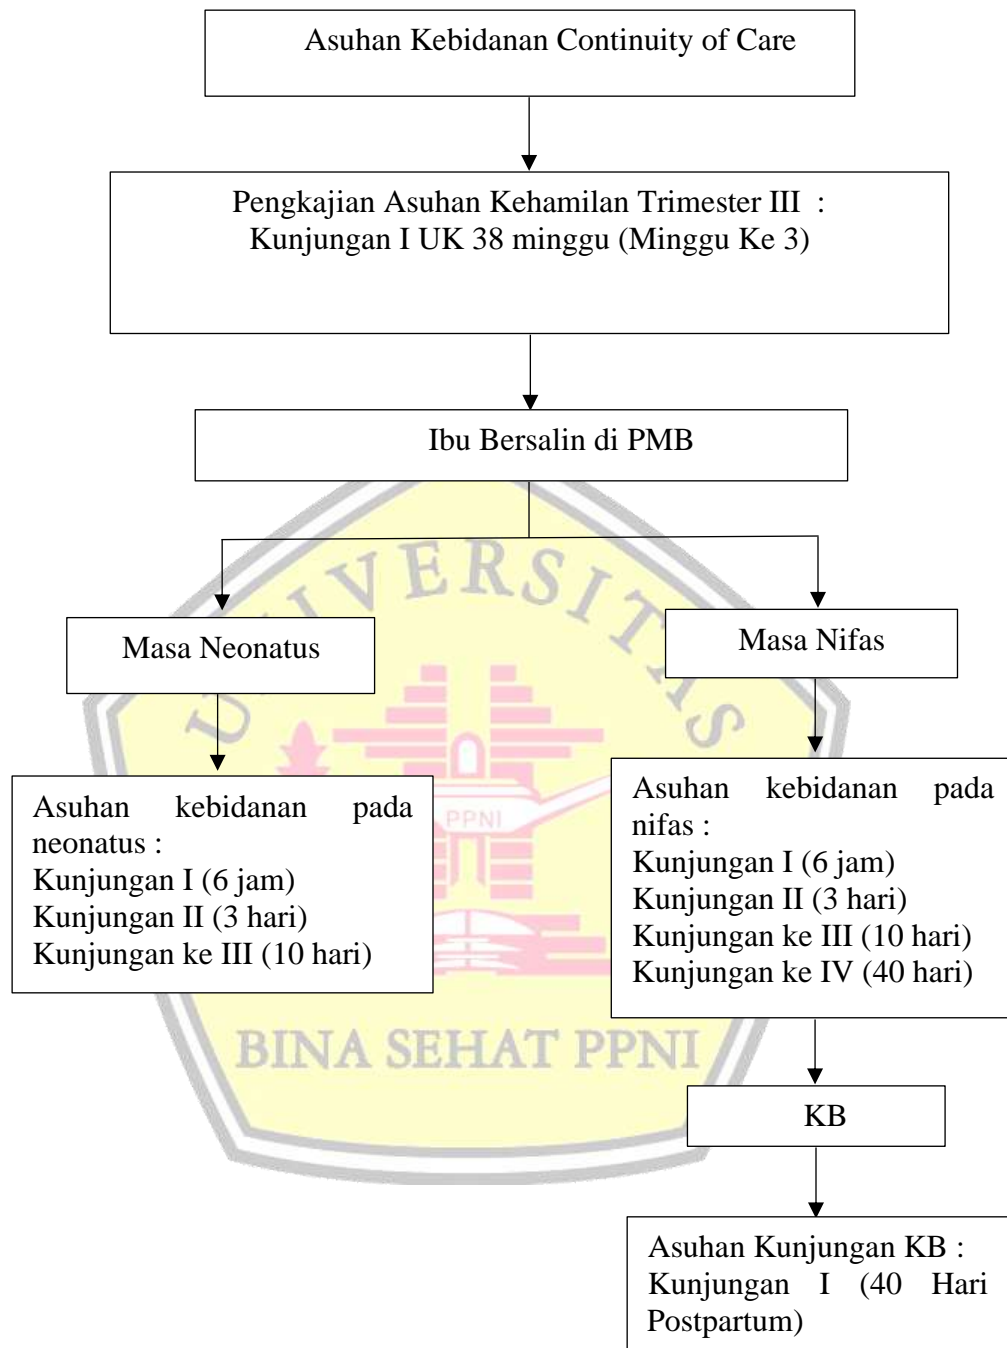 Asuhan Kebidanan Continuity of Care
Pengkajian Asuhan Kehamilan Trimester III :
Kunjungan I UK 38 minggu (Minggu Ke 3)
Ibu Bersalin di PMB
UNIVERSITAS
Masa Neonatus
Masa Nifas
Asuhan kebidanan pada
neonatus :
Kunjungan I (6 jam)
Kunjungan II (3 hari)
Kunjungan ke III (10 hari)
PPNI
Asuhan kebidanan pada
nifas :
Kunjungan I (6 jam)
Kunjungan II (3 hari)
Kunjungan ke III (10 hari)
Kunjungan ke IV (40 hari)
BINA SEHAT PPNI
KB
Asuhan Kunjungan KB :
Kunjungan I (40 Hari
Postpartum)